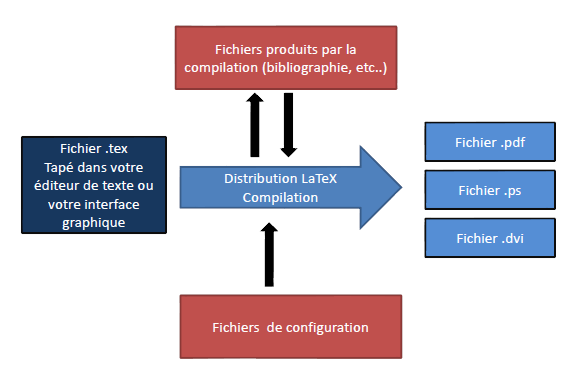 Fichiers produits par la
compilation (bibliographie, etc..)
Fichier .tex
Tapé dans votre
éditeur de texte ou
votre interface
graphique
Distribution LaTeX
Compilation
Fichier .pdf
Fichier .ps
Fichier .dvi
Fichiers  de configuration